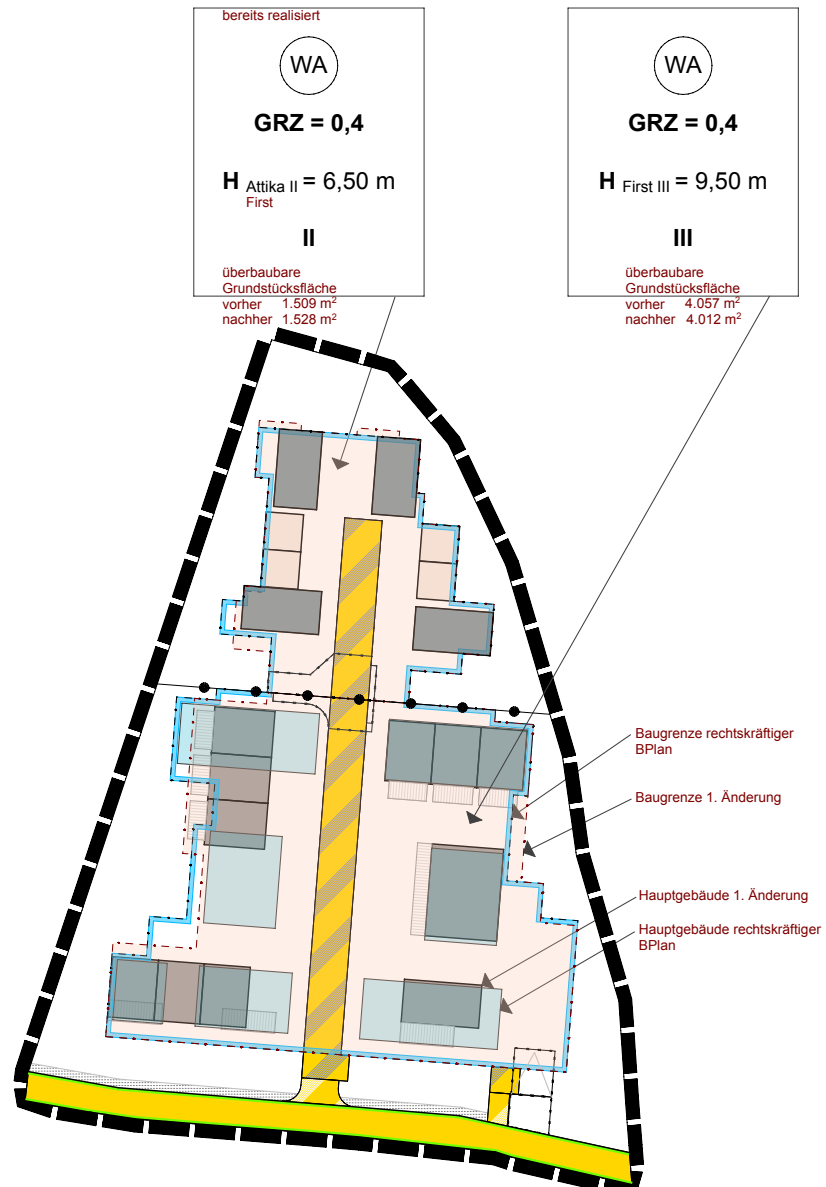 bereits realisiert
WA
GRZ = 0,4
H Attika II = 6,50 m
First
II
überbaubare
Grundstücksfläche
vorher 1.509 m²
nachher 1.528 m²
WA
GRZ = 0,4
H First III = 9,50 m
III
überbaubare
Grundstücksfläche
vorher 4.057 m²
nachher 4.012 m²
Baugrenze rechtskräftiger
BPlan
Baugrenze 1. Änderung
Hauptgebäude 1. Änderung
Hauptgebäude rechtskräftiger
BPlan